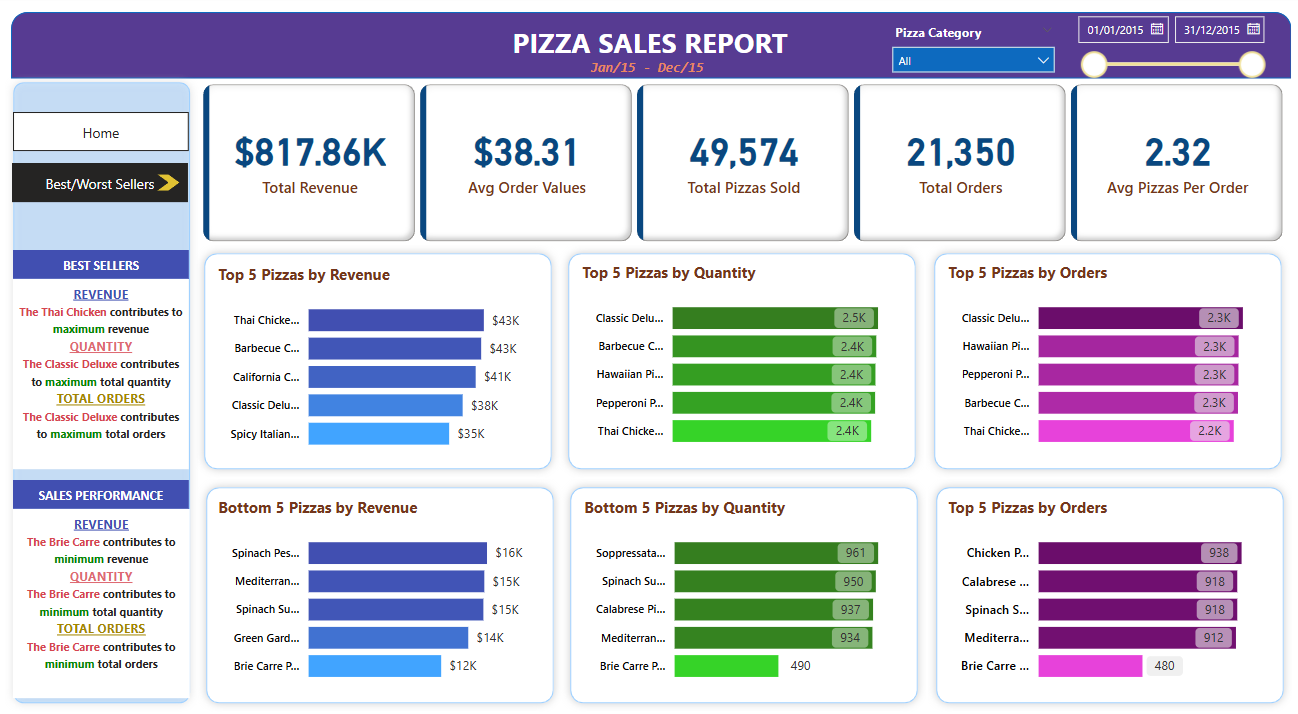 PIZZA SALES REPORT
Jan/15 - Dec/15
Pizza Category
All
01/01/2015
31/12/2015
Home
Best/Worst Sellers
$817.86K
Total Revenue
$38.31
Avg Order Values
49,574
Total Pizzas Sold
21,350
Total Orders
2.32
Avg Pizzas Per Order
BEST SELLERS
REVENUE
The Thai Chicken contributes to
maximum revenue
QUANTITY
The Classic Deluxe contributes
to maximum total quantity
TOTAL ORDERS
The Classic Deluxe contributes
to maximum total orders
SALES PERFORMANCE
REVENUE
The Brie Carre contributes to
minimum revenue
QUANTITY
The Brie Carre contributes to
minimum total quantity
TOTAL ORDERS
The Brie Carre contributes to
minimum total orders
Top 5 Pizzas by Revenue
Thai Chicke... $43K
Barbecue C... $43K
California C... $41K
Classic Delu... $38K
Spicy Italian... $35K
Top 5 Pizzas by Quantity
Classic Delu... 2.5K
Barbecue C... 2.4K
Hawaiian Pi... 2.4K
Pepperoni P... 2.4K
Thai Chicke... 2.4K
Top 5 Pizzas by Orders
Classic Delu... 2.3K
Hawaiian Pi... 2.3K
Pepperoni P... 2.3K
Barbecue C... 2.3K
Thai Chicke... 2.2K
Bottom 5 Pizzas by Revenue
Spinach Pes... $16K
Mediterran... $15K
Spinach Su... $15K
Green Gard... $14K
Brie Carre P... $12K
Bottom 5 Pizzas by Quantity
Soppressata... 961
Spinach Su... 950
Calabrese Pi... 937
Mediterran... 934
Brie Carre P... 490
Top 5 Pizzas by Orders
Chicken P... 938
Calabrese ... 918
Spinach S... 918
Mediterra... 912
Brie Carre ... 480